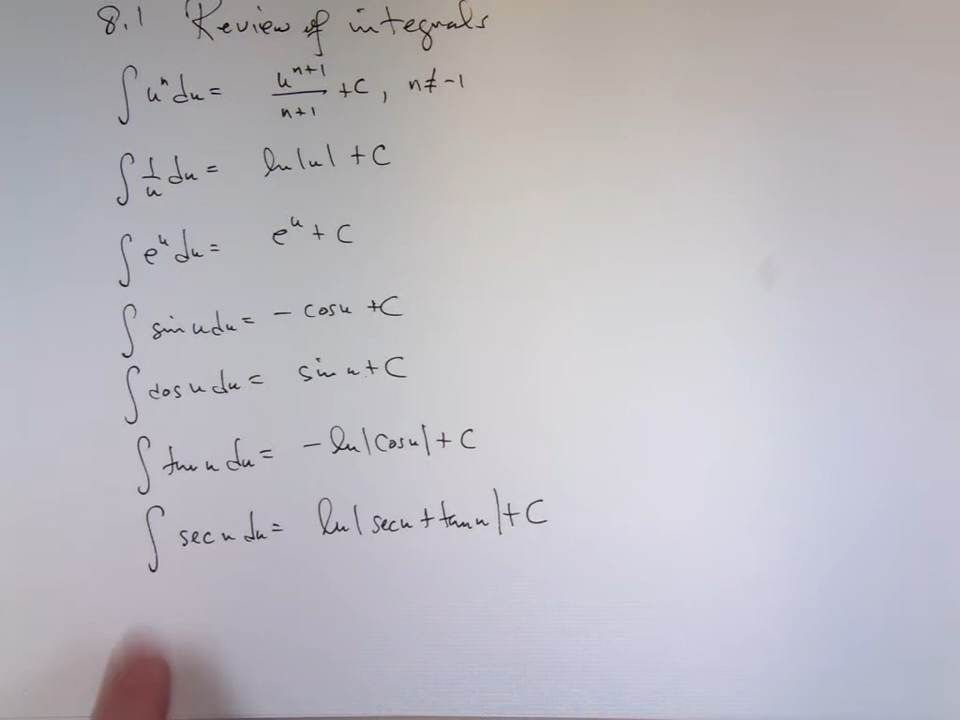 8.1 Review of integrals
∫ uⁿ du = uⁿ⁺¹/(n+1) + C, n ≠ -1
∫ 1/u du = ln|u| + C
∫ eᵘ du = eᵘ + C
∫ sin u du = - cos u + C
∫ cos u du = sin u + C
∫ tan u du = - ln|cos u| + C
∫ sec u du = ln|sec u + tan u| + C